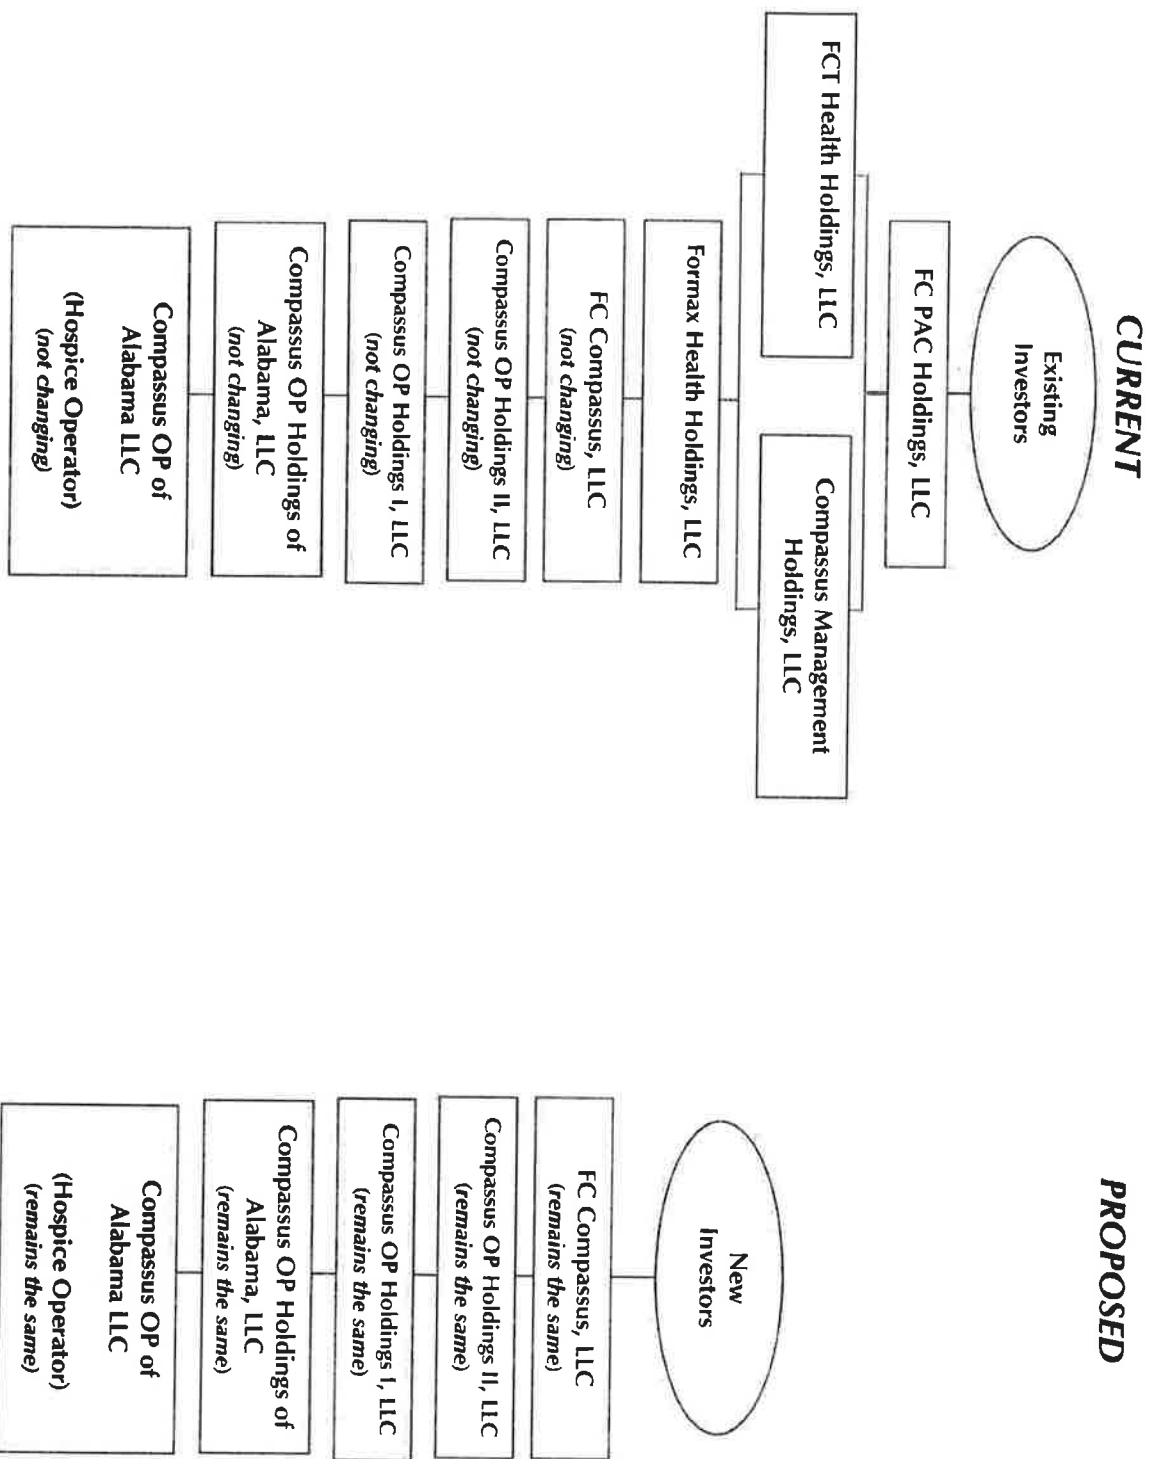 CURRENT
Existing
Investors
FC PAC Holdings, LLC
FCT Health Holdings, LLC
Compassus Management
Holdings, LLC
Formax Health Holdings, LLC
FC Compassus, LLC
(not changing)
Compassus OP Holdings II, LLC
(not changing)
Compassus OP Holdings I, LLC
(not changing)
Compassus OP Holdings of
Alabama, LLC
(not changing)
Compassus OP of
Alabama LLC
(Hospice Operator)
(not changing)
PROPOSED
New
Investors
FC Compassus, LLC
(remains the same)
Compassus OP Holdings II, LLC
(remains the same)
Compassus OP Holdings I, LLC
(remains the same)
Compassus OP Holdings of
Alabama, LLC
(remains the same)
Compassus OP of
Alabama LLC
(Hospice Operator)
(remains the same)